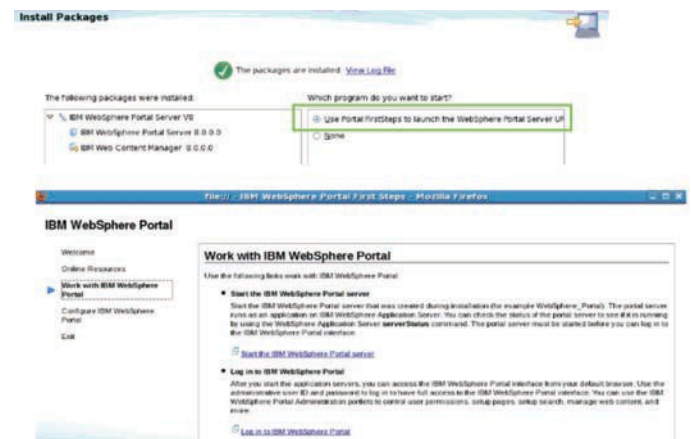 Install Packages
The packages are installed. View Log File
The following packages were installed:
Which program do you want to start?
IBM WebSphere Portal Server V8
IBM WebSphere Portal Server 8.0.0.0
IBM Web Content Manager 8.0.0.0
Use Portal FirstSteps to launch the WebSphere Portal Server
None
file:// - IBM WebSphere Portal First Steps - Mozilla Firefox
IBM WebSphere Portal
Welcome
Online Resources
Work with IBM WebSphere
Portal
Configure IBM WebSphere
Portal
Exit
Work with IBM WebSphere Portal
Use the following links work with IBM WebSphere Portal:
Start the IBM WebSphere Portal server
Start the IBM WebSphere Portal server that was created during installation (for example WebSphere_Portal). The portal server
runs as an application on IBM WebSphere Application Server. You can check the status of the portal server to see if it is running
by using the WebSphere Application Server serverStatus command. The portal server must be started before you can log in to
the IBM WebSphere Portal interface.
Start the IBM WebSphere Portal server
Log in to IBM WebSphere Portal
After you start the application servers, you can access the IBM WebSphere Portal interface from your default browser. Use the
administrative user ID and password to log in to have full access to the IBM WebSphere Portal interface. You can use the IBM
WebSphere Portal Administration portlets to control user permissions, setup pages, setup search, manage web content, and
more.
Log in to IBM WebSphere Portal